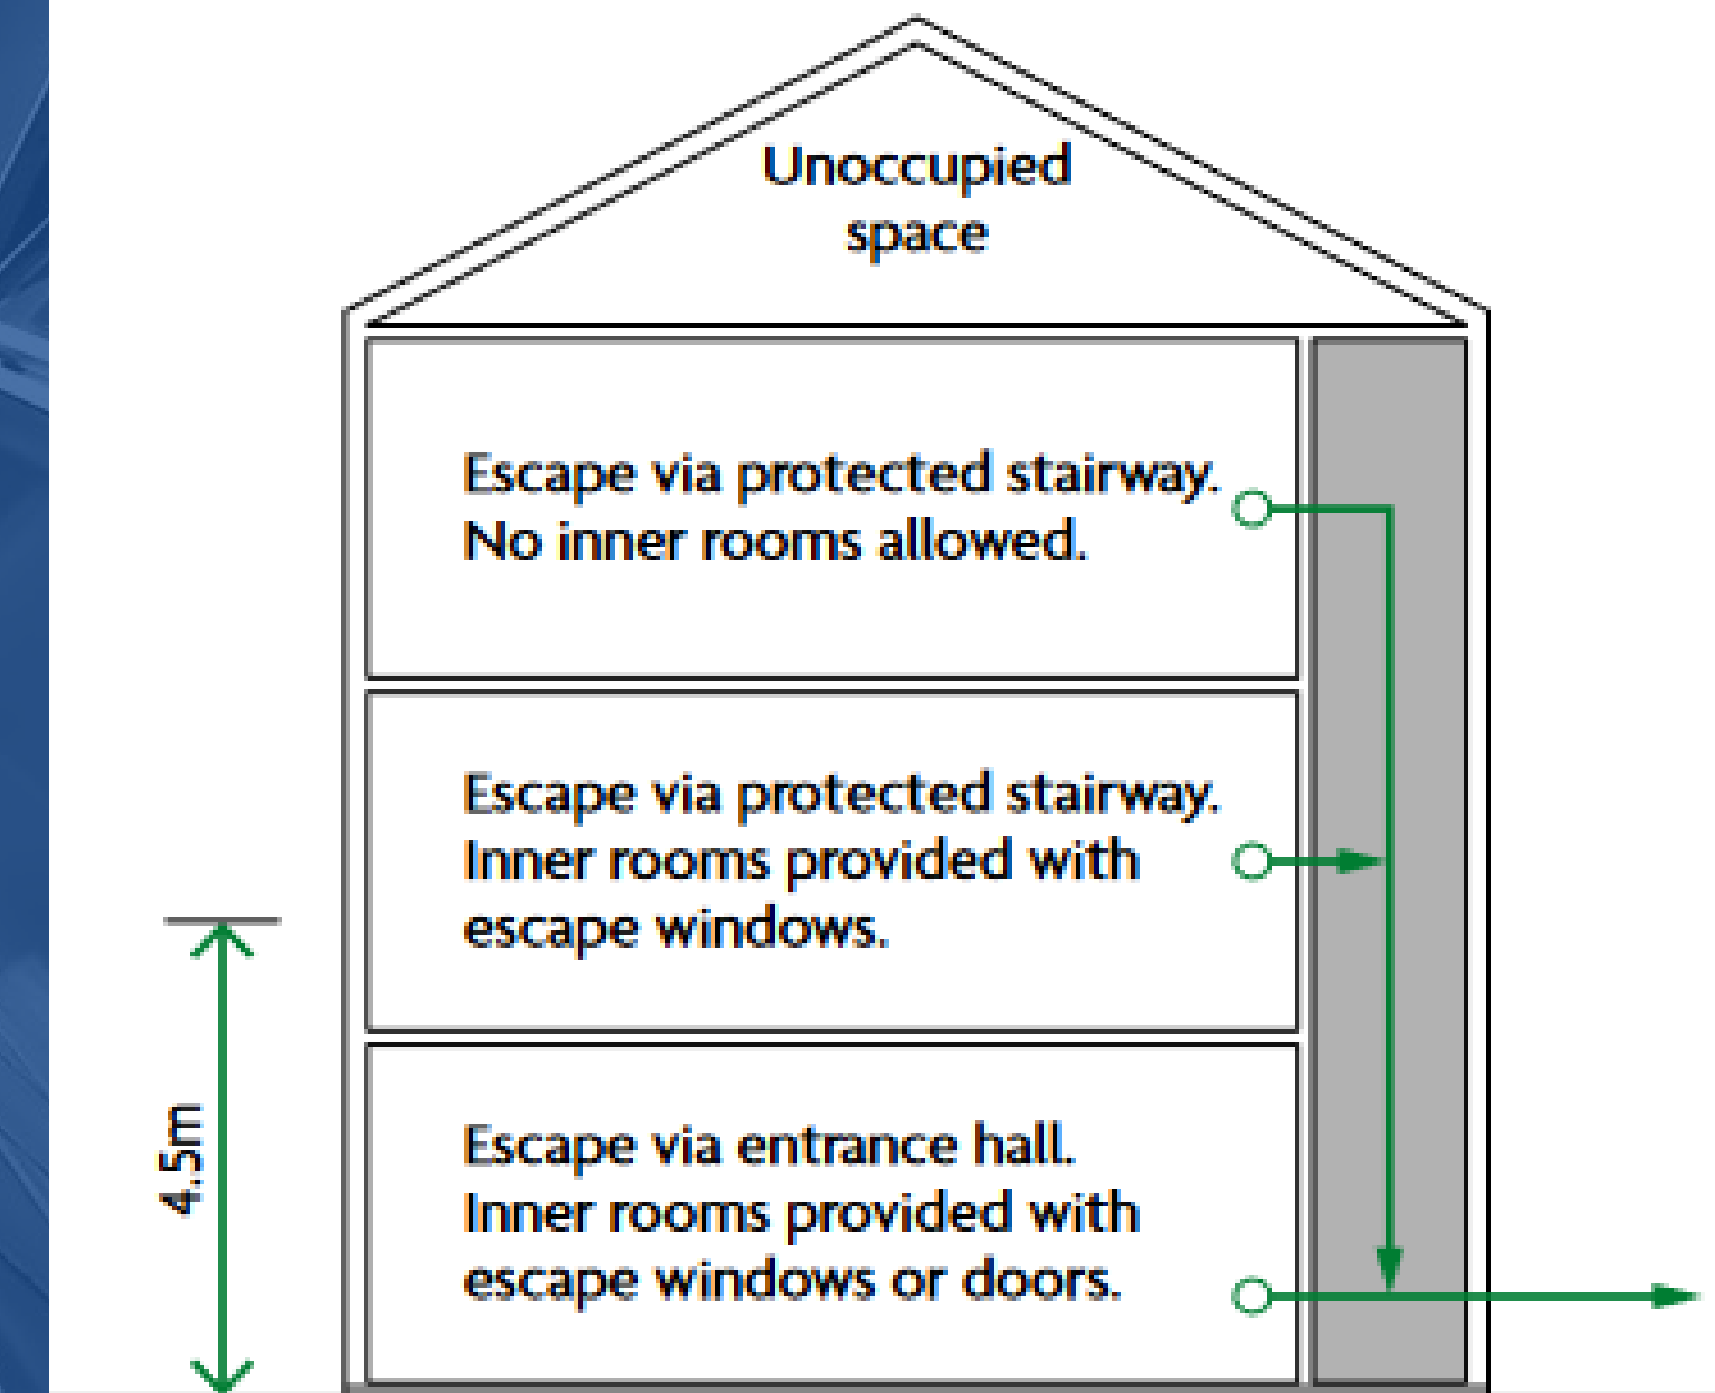 Unoccupied
space
Escape via protected stairway.
No inner rooms allowed.
Escape via protected stairway.
Inner rooms provided with
escape windows.
4.5m
Escape via entrance hall.
Inner rooms provided with
escape windows or doors.